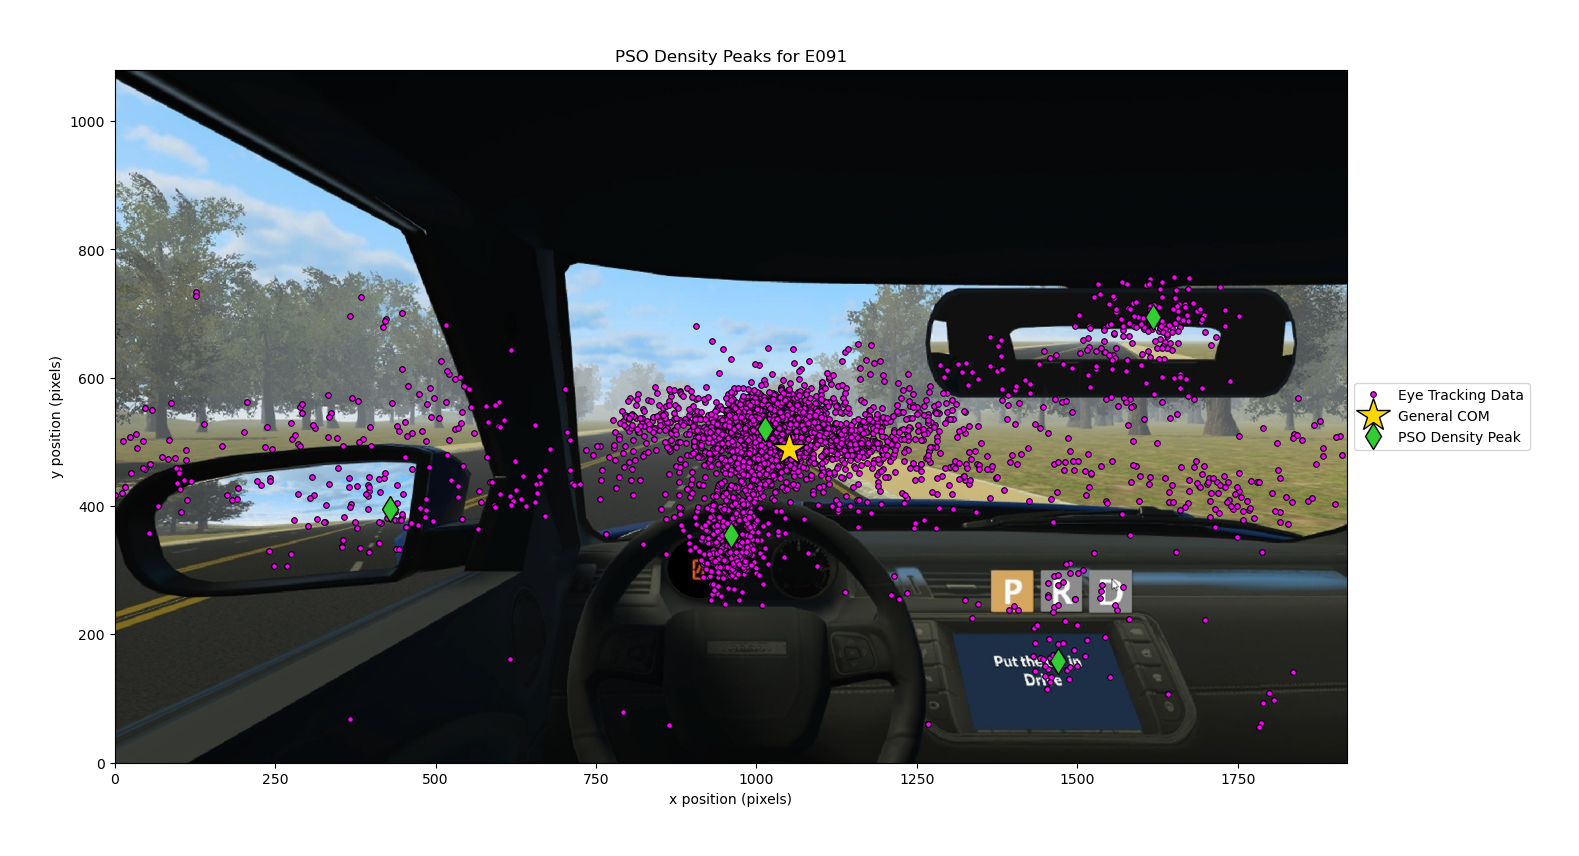 PSO Density Peaks for E091
1000
800
600
400
200
0
y position (pixels)
0 250 500 750 1000 1250 1500 1750
x position (pixels)
Eye Tracking Data
General COM
PSO Density Peak
P R D
Put the in
Drive